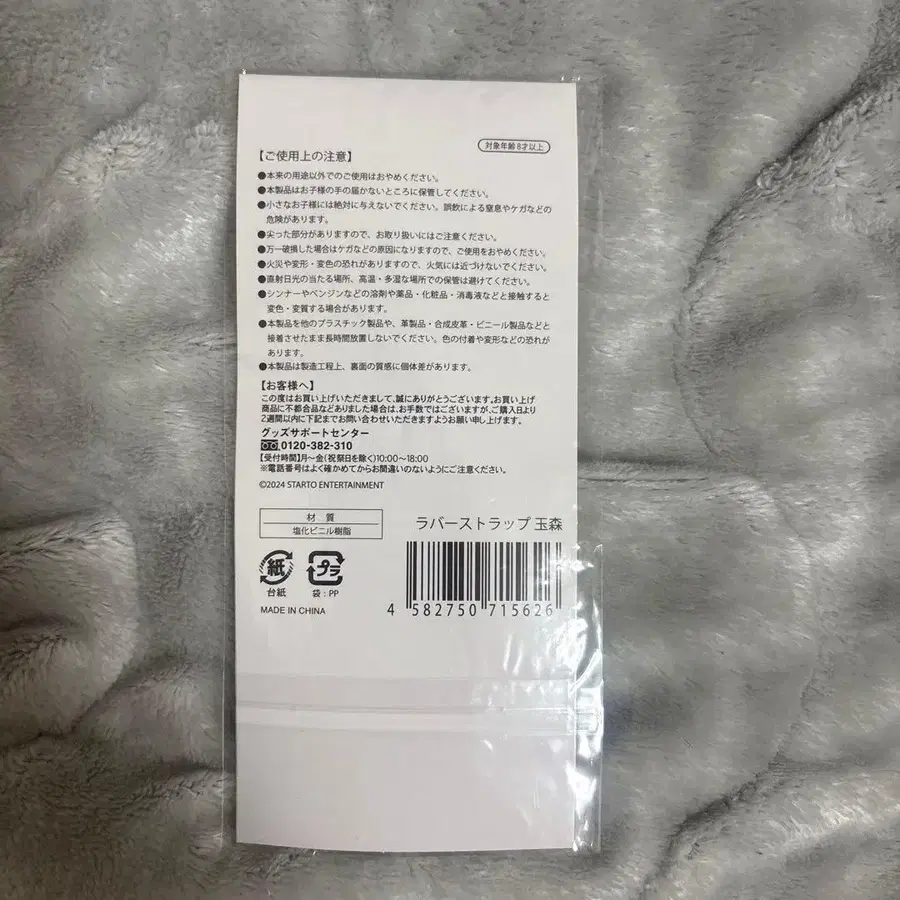 対象年齢8才以上
【ご使用上の注意】
●本来の用途以外でのご使用はおやめください。
●本製品はお子様の手の届かないところに保管してください。
●小さなお子様には絶対に与えないでください。誤飲による窒息やケガなどの
危険があります。
●尖った部分がありますので、お取り扱いにはご注意ください。
●万一破損した場合はケガなどの原因になりますので、ご使用をおやめください。
●火災や変形・変色の恐れがありますので、火気には近づけないでください。
●直射日光の当たる場所、高温・多湿な場所での保管は避けてください。
●シンナーやベンジンなどの溶剤や薬品・化粧品・消毒液などと接触すると
変色・変質する場合があります。
●本製品を他のプラスチック製品や、革製品・合成皮革・ビニール製品などと
接着させたまま長時間放置しないでください。色の付着や変形などの恐れが
あります。
●本製品は製造工程上、裏面の質感に個体差があります。
【お客様へ】
この度はお買い上げいただきまして、誠にありがとうございます。お買い上げ
商品に不都合品などありました場合は、お手数ではございますが、ご購入日より
2週間以内に下記までお問い合わせいただきますようお願い申し上げます。
グッズサポートセンター
0120-382-310
【受付時間】月〜金(祝祭日を除く)10:00〜18:00
※電話番号はよく確かめてからお間違いのないようにご注意ください。
©2024 STARTO ENTERTAINMENT
材 質
塩化ビニル樹脂
ラバーストラップ 玉森
紙
プラ
台紙
袋:PP
MADE IN CHINA
4 582750 715626